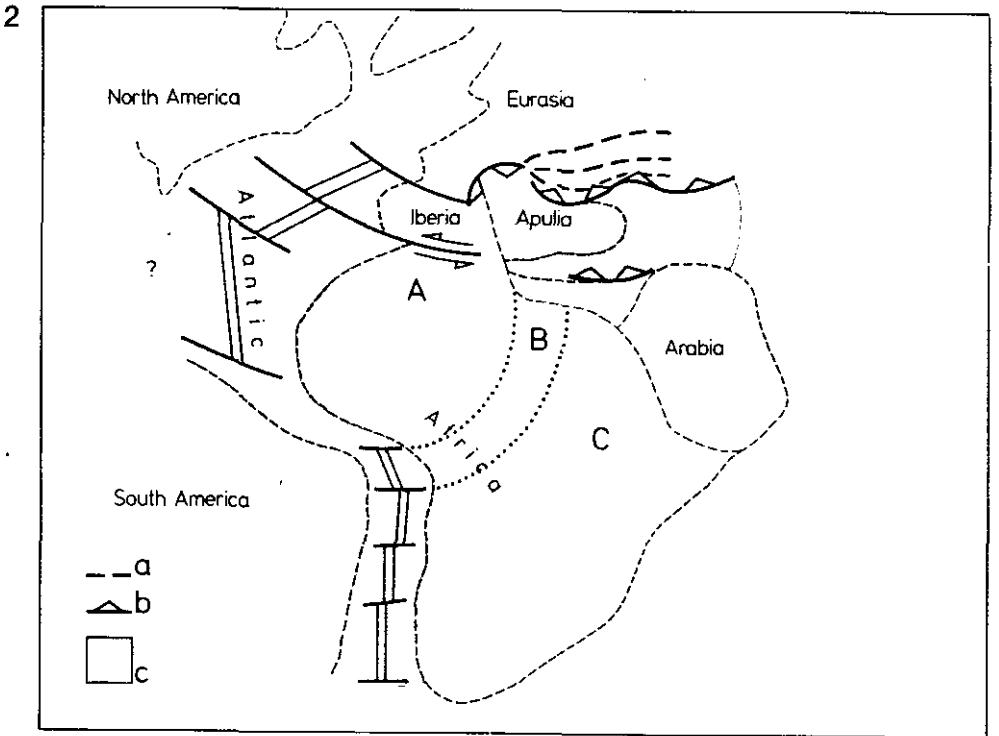 2
North America
Eurasia
Iberia
Apulia
Atlantic
?
A
B
Arabia
Africa
C
South America
a
b
c